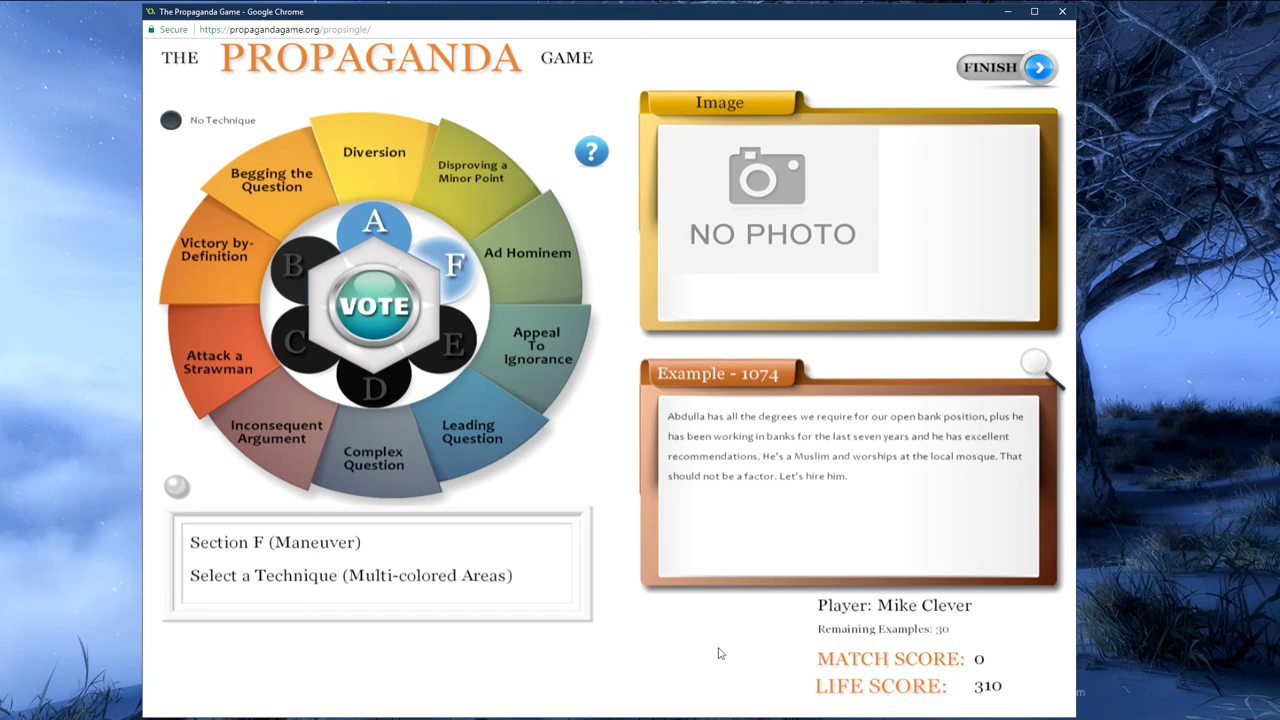 The Propaganda Game - Google Chrome
Secure https://propagandagame.org/propsingle/
THE PROPAGANDA GAME
FINISH
No Technique
?
Diversion
Disproving a
Minor Point
Ad Hominem
Appeal
To
Ignorance
Leading
Question
Complex
Question
Inconsequent
Argument
Attack a
Strawman
Victory by-
Definition
Begging the
Question
A
F
E
D
C
B
VOTE
Section F (Maneuver)
Select a Technique (Multi-colored Areas)
Image
NO PHOTO
Example - 1074
Abdulla has all the degrees we require for our open bank position, plus he
has been working in banks for the last seven years and he has excellent
recommendations. He's a Muslim and worships at the local mosque. That
should not be a factor. Let's hire him.
Player: Mike Clever
Remaining Examples: 30
MATCH SCORE: 0
LIFE SCORE: 310